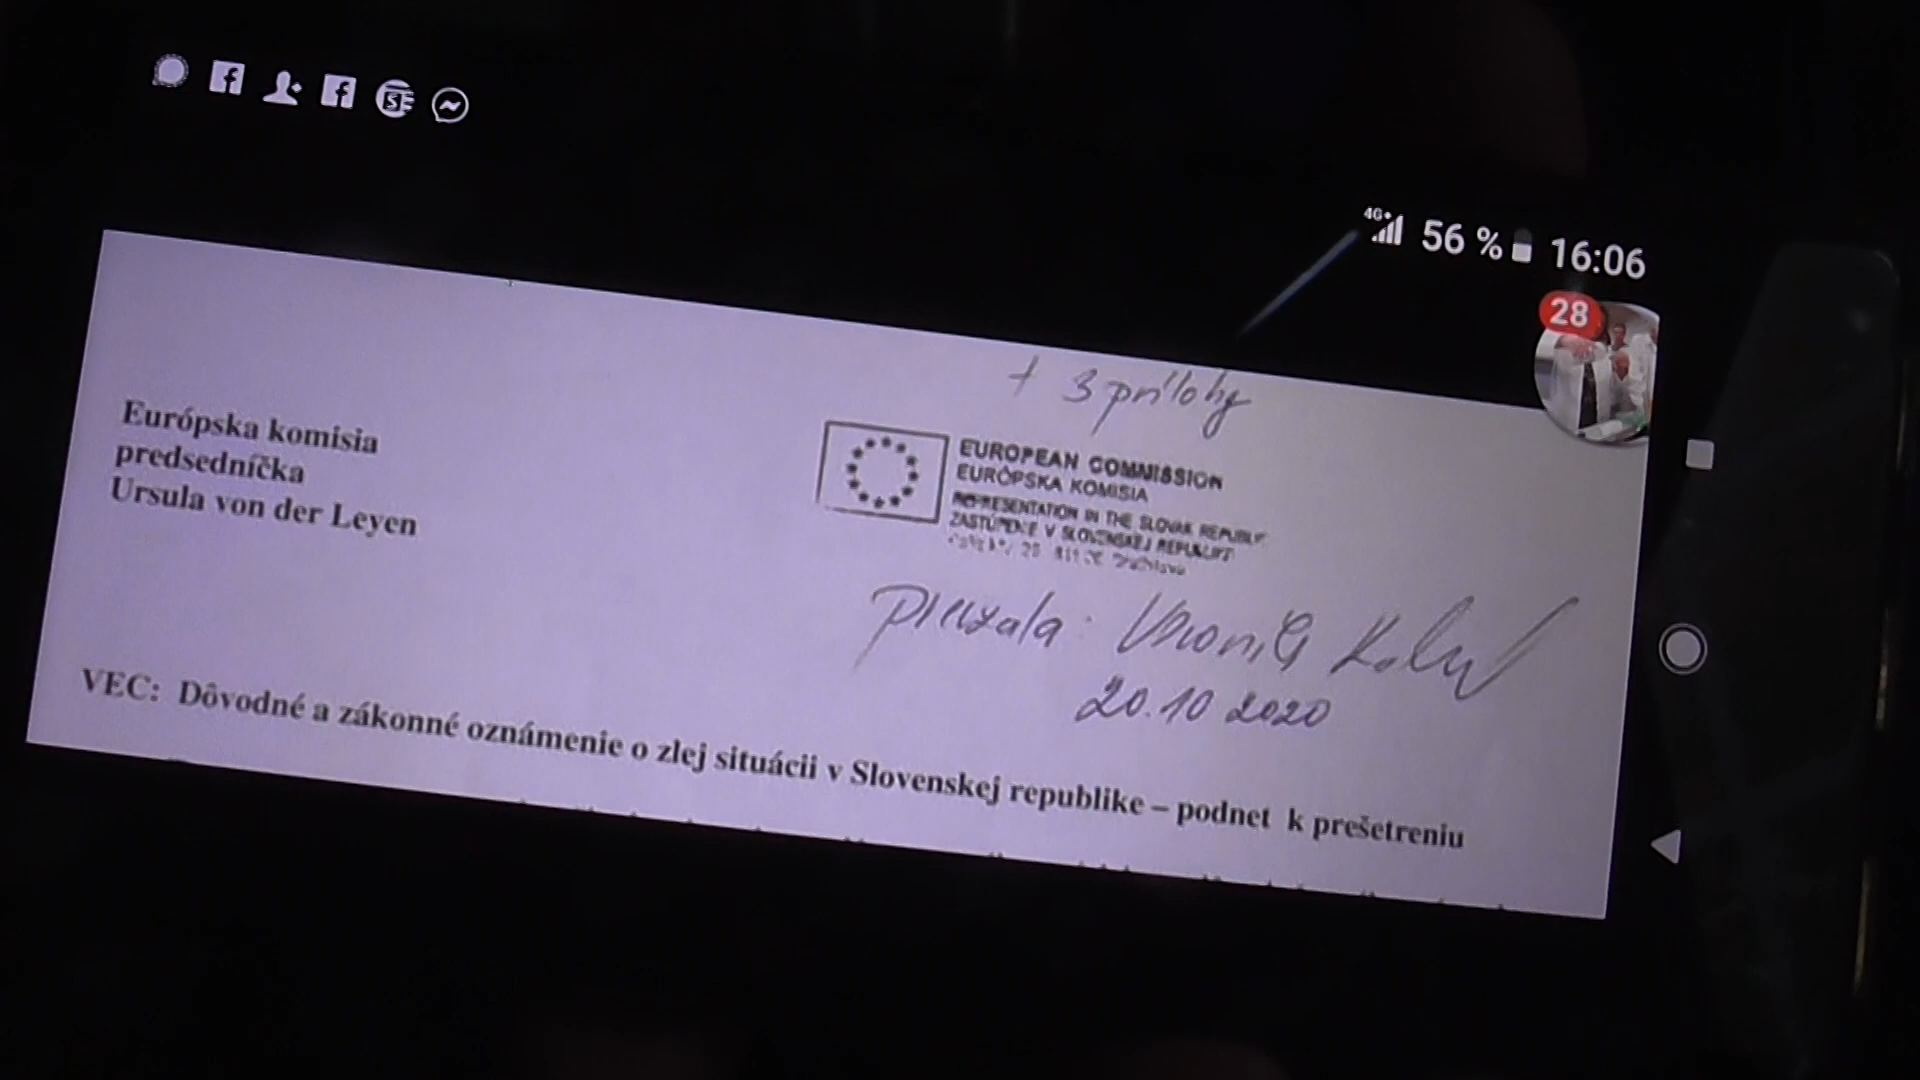 4G+ 56 % 16:06
28
+ 3 prílohy
Európska komisia
predsedníčka
Ursula von der Leyen
EUROPEAN COMMISSION
EURÓPSKA KOMISIA
REPRESENTATION IN THE SLOVAK REPUBLIC
ZASTÚPENIE V SLOVENSKEJ REPUBLIKE
prevzala:
20.10 2020
VEC: Dôvodné a zákonné oznámenie o zlej situácii v Slovenskej republike – podnet k prešetreniu